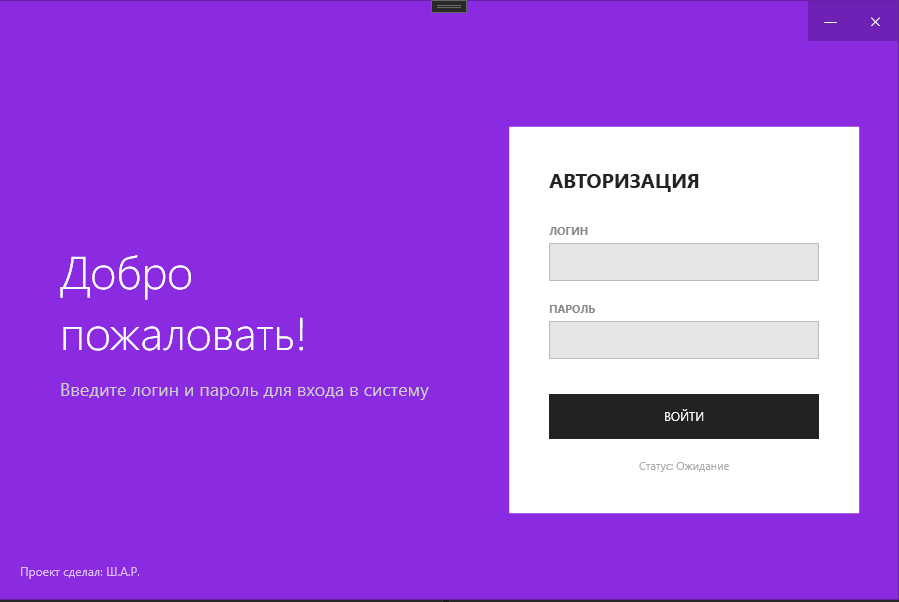 Добро
пожаловать!
Введите логин и пароль для входа в систему
АВТОРИЗАЦИЯ
ЛОГИН
ПАРОЛЬ
ВОЙТИ
Статус: Ожидание
Проект сделал: Ш.А.Р.